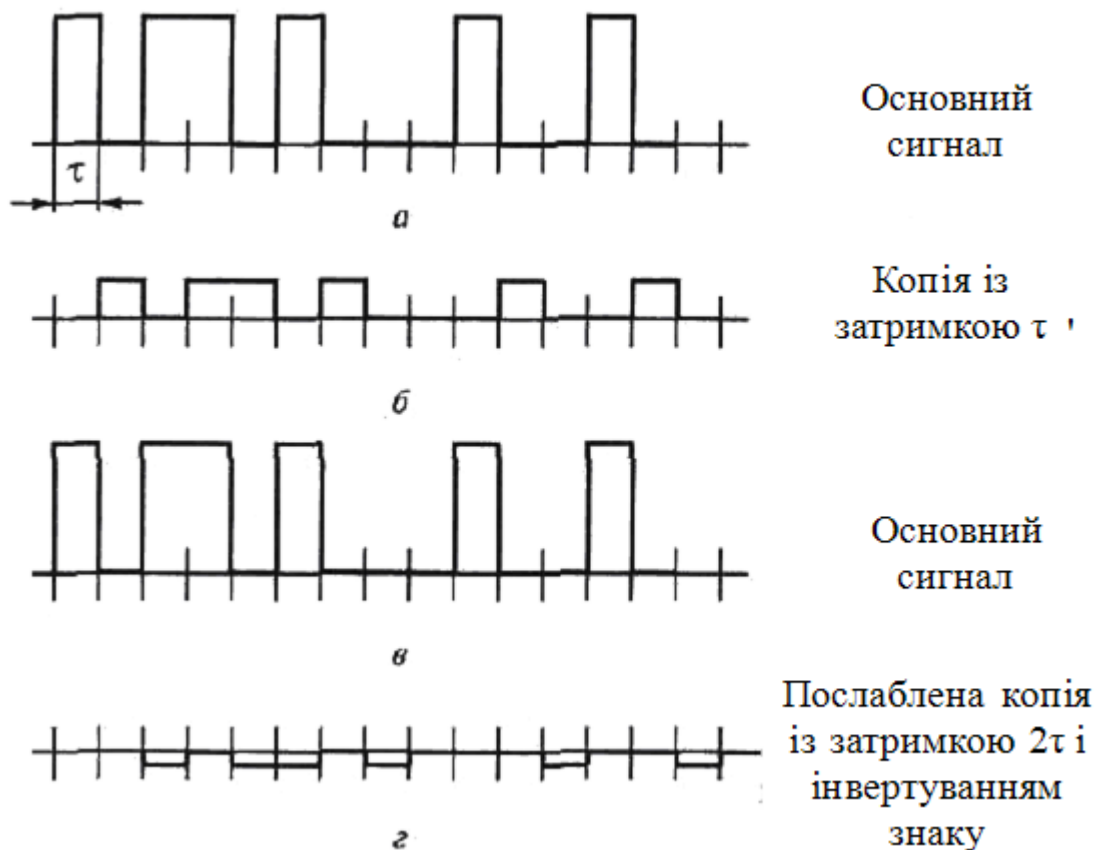 Основний
сигнал
τ
а
Копія із
затримкою τ '
б
Основний
сигнал
в
Послаблена копія
із затримкою 2τ і
інвертуванням
знаку
г